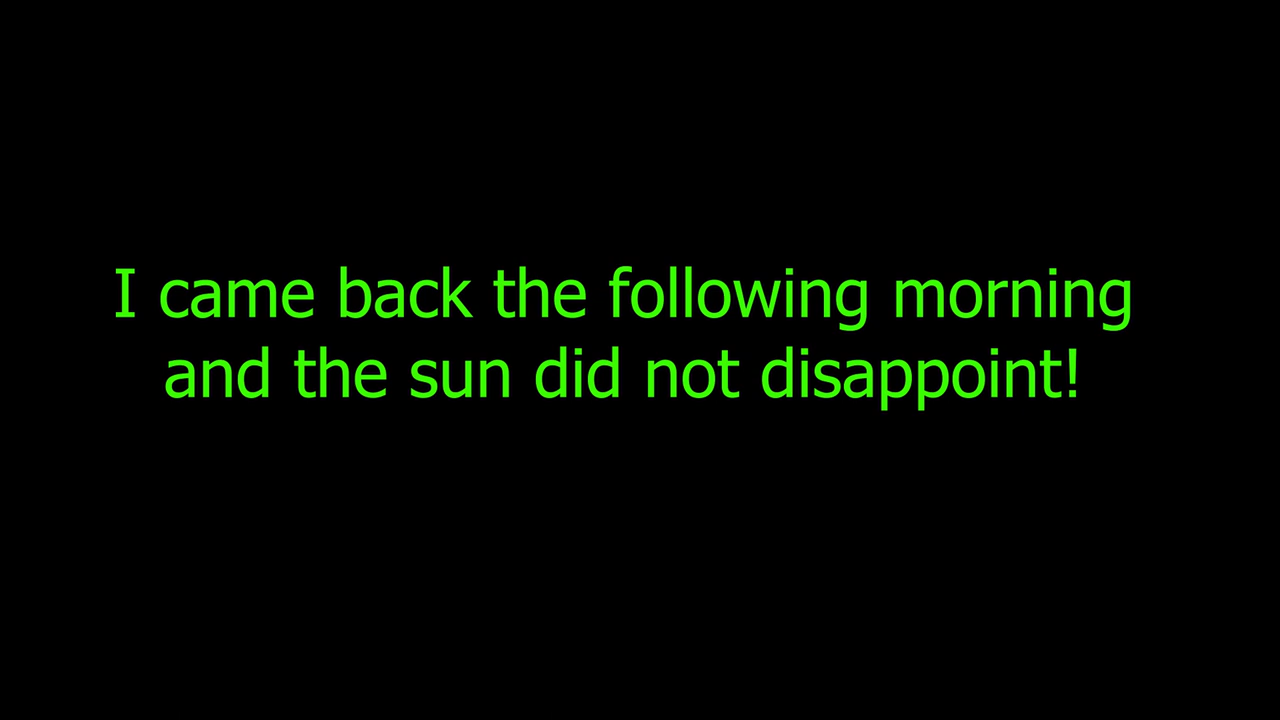 I came back the following morning
and the sun did not disappoint!